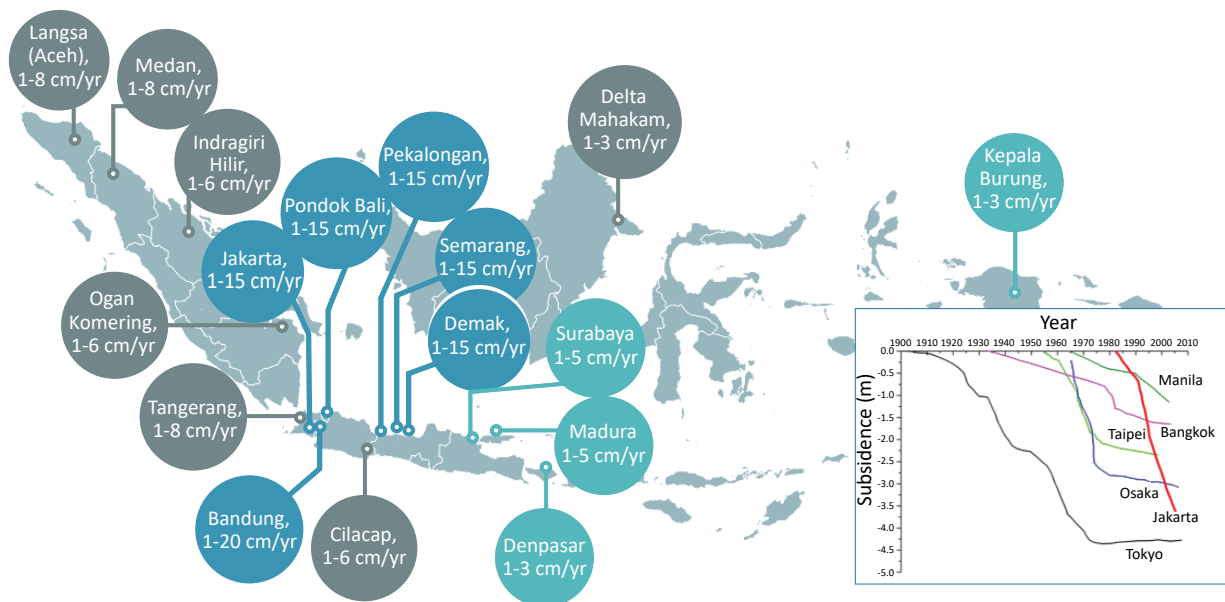 Langsa
(Aceh),
1-8 cm/yr
Medan,
1-8 cm/yr
Indragiri
Hilir,
1-6 cm/yr
Pekalongan,
1-15 cm/yr
Pondok Bali,
1-15 cm/yr
Jakarta,
1-15 cm/yr
Semarang,
1-15 cm/yr
Demak,
1-15 cm/yr
Delta
Mahakam,
1-3 cm/yr
Kepala
Burung,
1-3 cm/yr
Ogan
Komering,
1-6 cm/yr
Surabaya
1-5 cm/yr
Tangerang,
1-8 cm/yr
Madura
1-5 cm/yr
Bandung,
1-20 cm/yr
Cilacap,
1-6 cm/yr
Denpasar
1-3 cm/yr
Year
1900 1910 1920 1930 1940 1950 1960 1970 1980 1990 2000 2010
Subsidence (m)
0.0
-0.5
-1.0
-1.5
-2.0
-2.5
-3.0
-3.5
-4.0
-4.5
-5.0
Manila
Taipei
Bangkok
Osaka
Jakarta
Tokyo